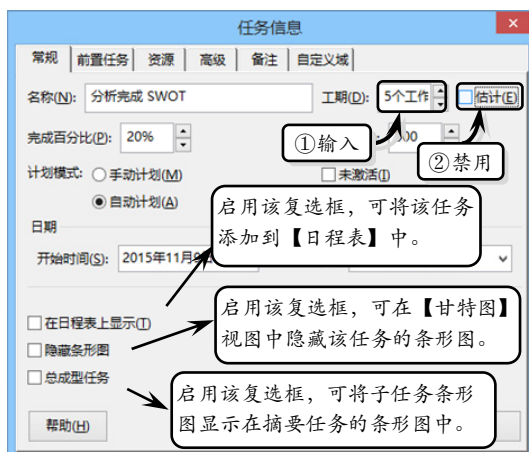 任务信息
常规 前置任务 资源 高级 备注 自定义域
名称(N): 分析完成 SWOT 工期(D): 5个工作 估计(E)
完成百分比(P): 20% 00
①输入
②禁用
计划模式: 手动计划(M) 未激活(I)
自动计划(A)
启用该复选框，可将该任务
添加到【日程表】中。
日期
开始时间(S): 2015年11月
在日程表上显示(T)
启用该复选框，可在【甘特图】
视图中隐藏该任务的条形图。
隐藏条形图
总成型任务
启用该复选框，可将子任务条形
图显示在摘要任务的条形图中。
帮助(H)